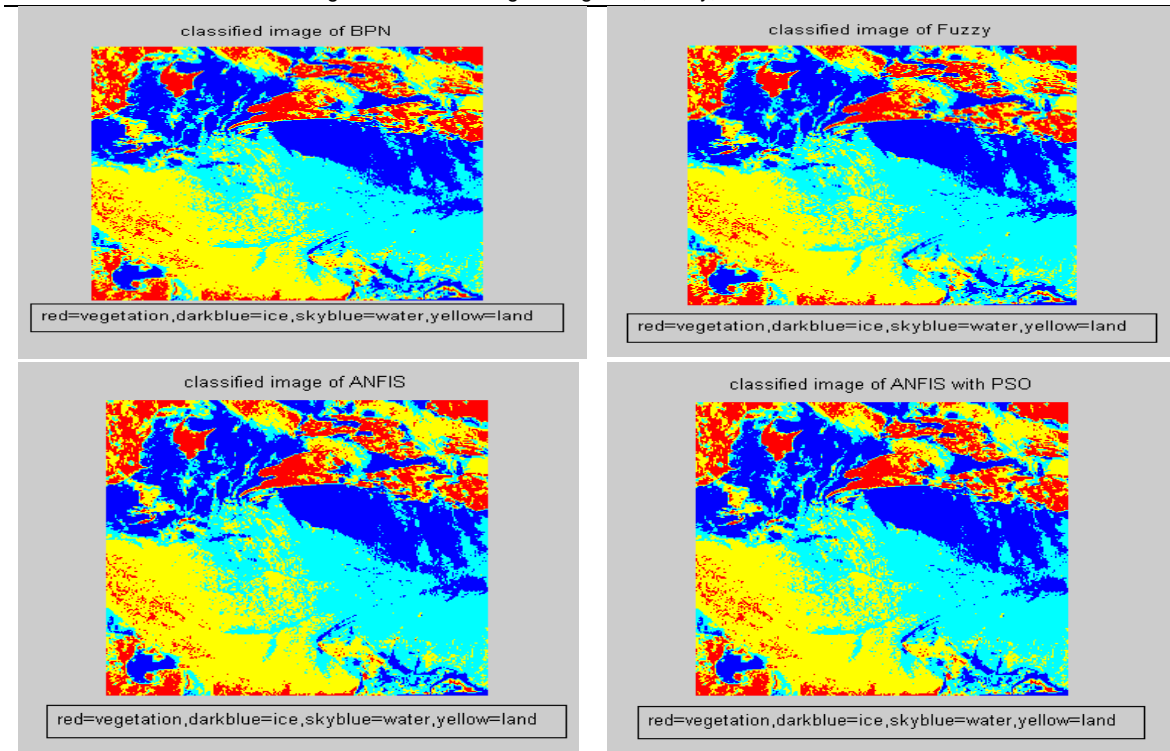 classified image of BPN
red=vegetation,darkblue=ice,skyblue=water,yellow=land
classified image of Fuzzy
red=vegetation,darkblue=ice,skyblue=water,yellow=land
classified image of ANFIS
red=vegetation,darkblue=ice,skyblue=water,yellow=land
classified image of ANFIS with PSO
red=vegetation,darkblue=ice,skyblue=water,yellow=land